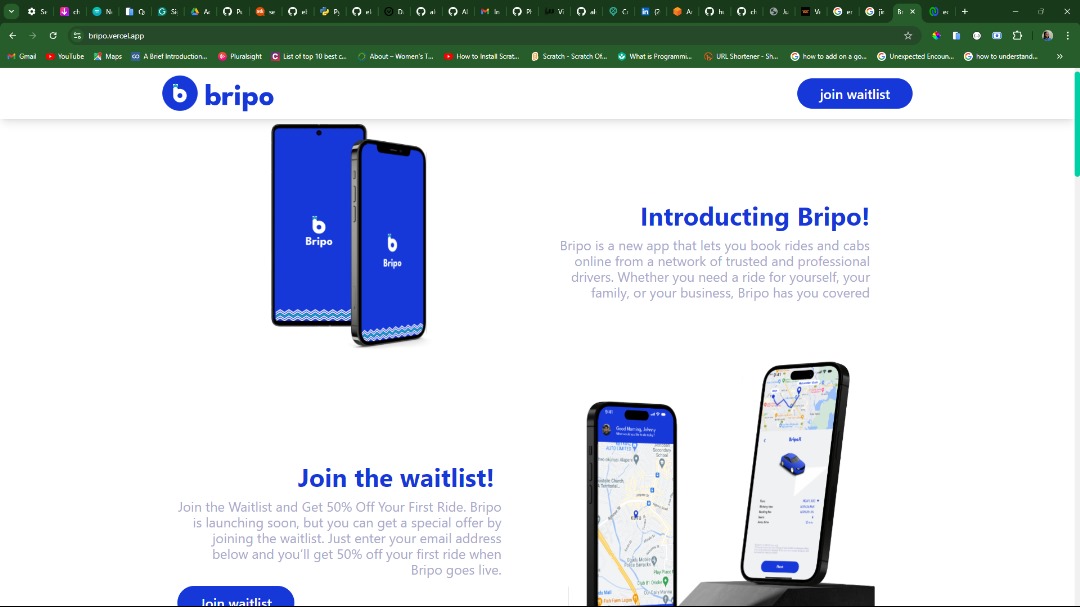 bripo.vercel.app
Gmail
YouTube
Maps
A Brief Introduction...
Pluralsight
List of top 10 best c...
About – Women's T...
How to Install Scrat...
Scratch - Scratch Of...
What is Programmi...
URL Shortener - Sh...
how to add on a go...
Unexpected Encoun...
how to understand...
bripo
join waitlist
Bripo
Bripo
Introducting Bripo!
Bripo is a new app that lets you book rides and cabs
online from a network of trusted and professional
drivers. Whether you need a ride for yourself, your
family, or your business, Bripo has you covered
Good Morning, Johnny
BripoX
Join the waitlist!
Join the Waitlist and Get 50% Off Your First Ride. Bripo
is launching soon, but you can get a special offer by
joining the waitlist. Just enter your email address
below and you'll get 50% off your first ride when
Bripo goes live.
Join waitlist